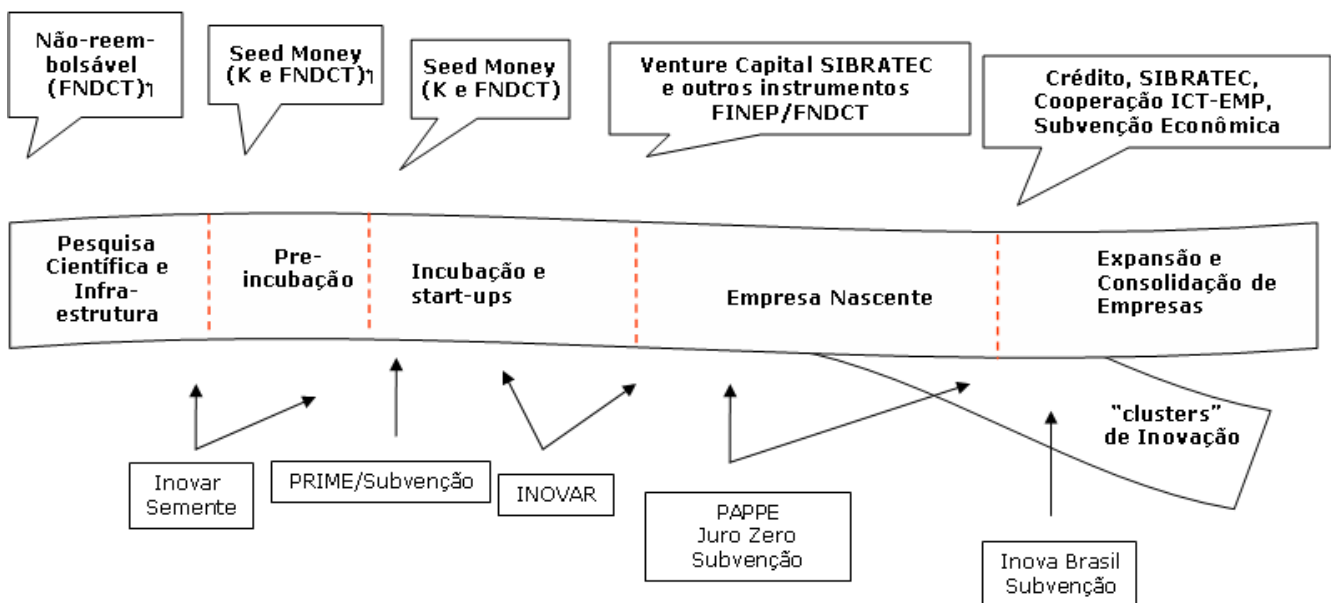 Não-reem-
bolsável
(FNDCT)┐
Seed Money
(K e FNDCT)┐
Seed Money
(K e FNDCT)
Venture Capital SIBRATEC
e outros instrumentos
FINEP/FNDCT
Crédito, SIBRATEC,
Cooperação ICT-EMP,
Subvenção Econômica
Pesquisa
Científica e
Infra-
estrutura
Pre-
incubação
Incubação e
start-ups
Empresa Nascente
Expansão e
Consolidação de
Empresas
"clusters"
de Inovação
Inovar
Semente
PRIME/Subvenção
INOVAR
PAPPE
Juro Zero
Subvenção
Inova Brasil
Subvenção